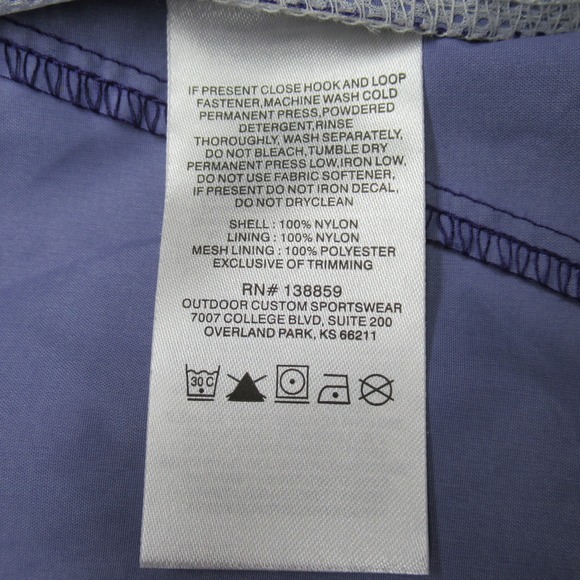 IF PRESENT CLOSE HOOK AND LOOP
FASTENER,MACHINE WASH COLD
PERMANENT PRESS,POWDERED
DETERGENT,RINSE
THOROUGHLY, WASH SEPARATELY,
DO NOT BLEACH,TUMBLE DRY
PERMANENT PRESS LOW,IRON LOW,
DO NOT USE FABRIC SOFTENER,
IF PRESENT DO NOT IRON DECAL,
DO NOT DRYCLEAN
SHELL : 100% NYLON
LINING : 100% NYLON
MESH LINING : 100% POLYESTER
EXCLUSIVE OF TRIMMING
RN# 138859
OUTDOOR CUSTOM SPORTSWEAR
7007 COLLEGE BLVD, SUITE 200
OVERLAND PARK, KS 66211
30 C